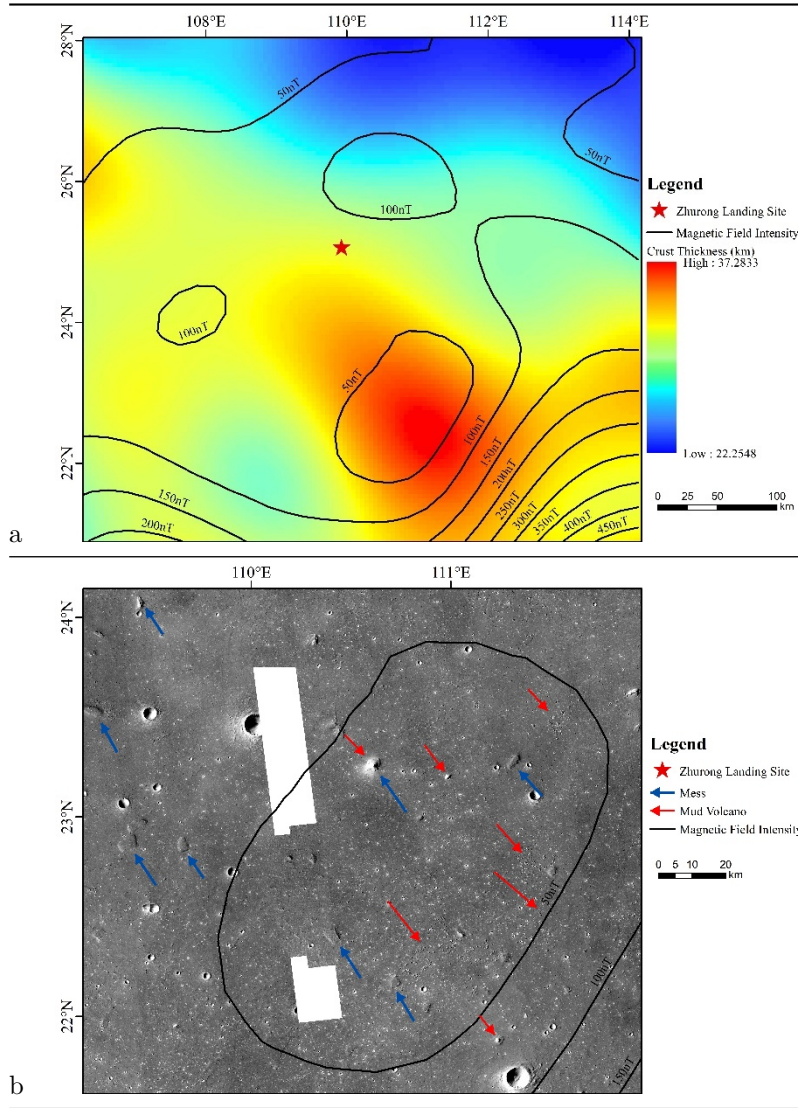 108°E 110°E 112°E 114°E
28°N
26°N
24°N
22°N
50nT
50nT
100nT
100nT
50nT
100nT
150nT
200nT
250nT
300nT
350nT
400nT
450nT
150nT
200nT
Legend
Zhurong Landing Site
Magnetic Field Intensity
Crust Thickness (km)
High : 37.2833
Low : 22.2548
0 25 50 100
km
a
110°E 111°E
24°N
23°N
22°N
50nT
100nT
150nT
Legend
Zhurong Landing Site
Mess
Mud Volcano
Magnetic Field Intensity
0 5 10 20
km
b